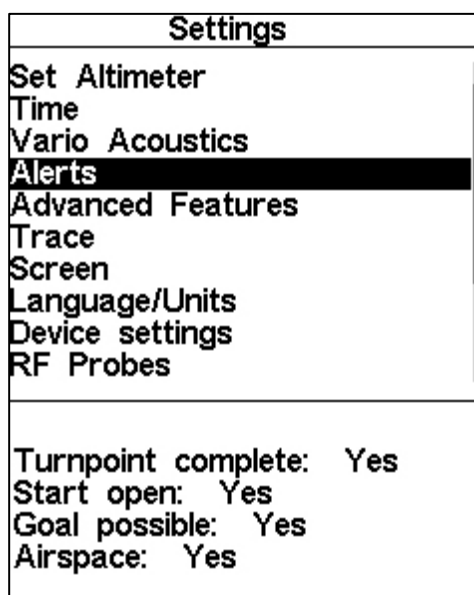 Settings
Set Altimeter
Time
Vario Acoustics
Alerts
Advanced Features
Trace
Screen
Language/Units
Device settings
RF Probes
Turnpoint complete: Yes
Start open: Yes
Goal possible: Yes
Airspace: Yes